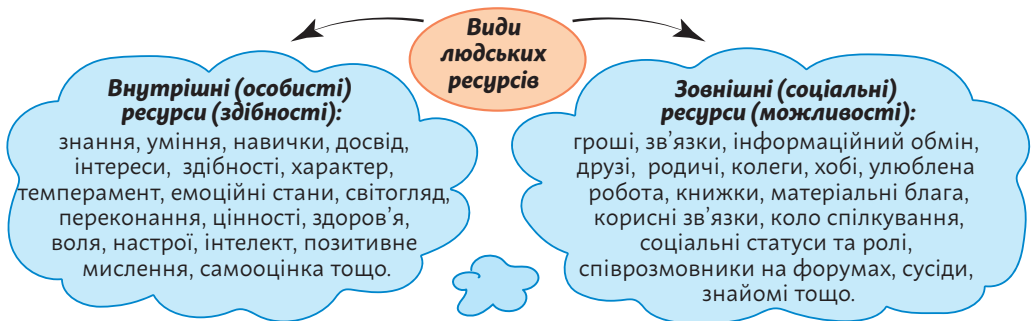 Види
людських
ресурсів
Внутрішні (особисті)
ресурси (здібності):
знання, уміння, навички, досвід,
інтереси, здібності, характер,
темперамент, емоційні стани, світогляд,
переконання, цінності, здоров'я,
воля, настрої, інтелект, позитивне
мислення, самооцінка тощо.
Зовнішні (соціальні)
ресурси (можливості):
гроші, зв'язки, інформаційний обмін,
друзі, родичі, колеги, хобі, улюблена
робота, книжки, матеріальні блага,
корисні зв'язки, коло спілкування,
соціальні статуси та ролі,
співрозмовники на форумах, сусіди,
знайомі тощо.